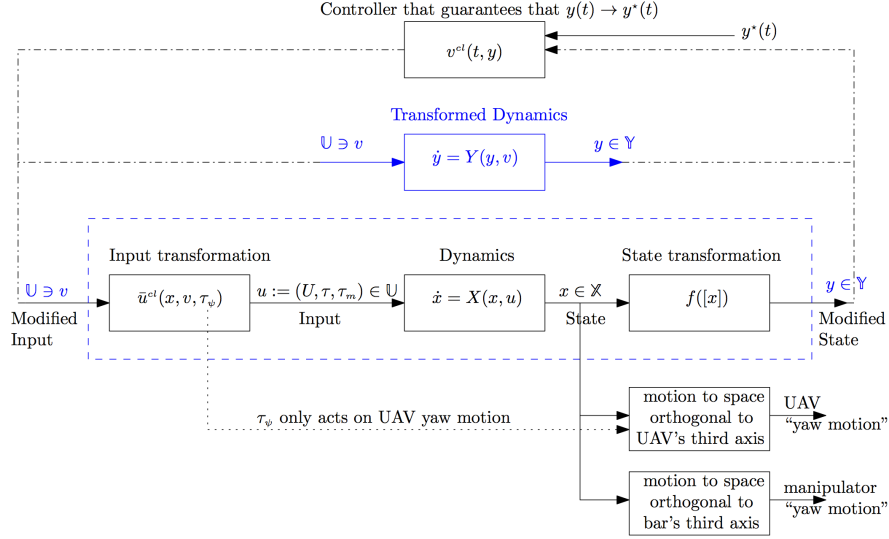 Controller that guarantees that y(t) → y⋆(t)
v^{cl}(t, y)
y⋆(t)
Transformed Dynamics
𝕌 ∋ v
ẏ = Y(y, v)
y ∈ 𝕐
Input transformation
Dynamics
State transformation
𝕌 ∋ v
ū^{cl}(x, v, τ_ψ)
u := (U, τ, τ_m) ∈ 𝕌
ẋ = X(x, u)
x ∈ 𝕏
f([x])
y ∈ 𝕐
Modified
Input
Input
State
Modified
State
τ_ψ only acts on UAV yaw motion
motion to space
orthogonal to
UAV's third axis
UAV
“yaw motion”
motion to space
orthogonal to
bar's third axis
manipulator
“yaw motion”